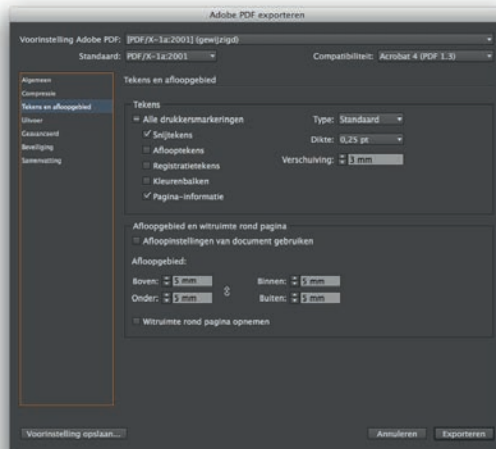 Adobe PDF exporteren
Voorinstelling Adobe PDF: [PDF/X-1a:2001] (gewijzigd)
Standaard: PDF/X-1a:2001 Compatibiliteit: Acrobat 4 (PDF 1.3)
Algemeen
Compressie
Tekens en afloopgebied
Uitvoer
Geavanceerd
Beveiliging
Samenvatting
Tekens en afloopgebied
Tekens
Alle drukkersmarkeringen Type: Standaard
Snijtekens Dikte: 0,25 pt
Aflooptekens Verschuiving: 3 mm
Registratietekens
Kleurenbalken
Pagina-informatie
Afloopgebied en witruimte rond pagina
Afloopinstellingen van document gebruiken
Afloopgebied:
Boven: 5 mm Binnen: 5 mm
Onder: 5 mm Buiten: 5 mm
Witruimte rond pagina opnemen
Voorinstelling opslaan... Annuleren Exporteren